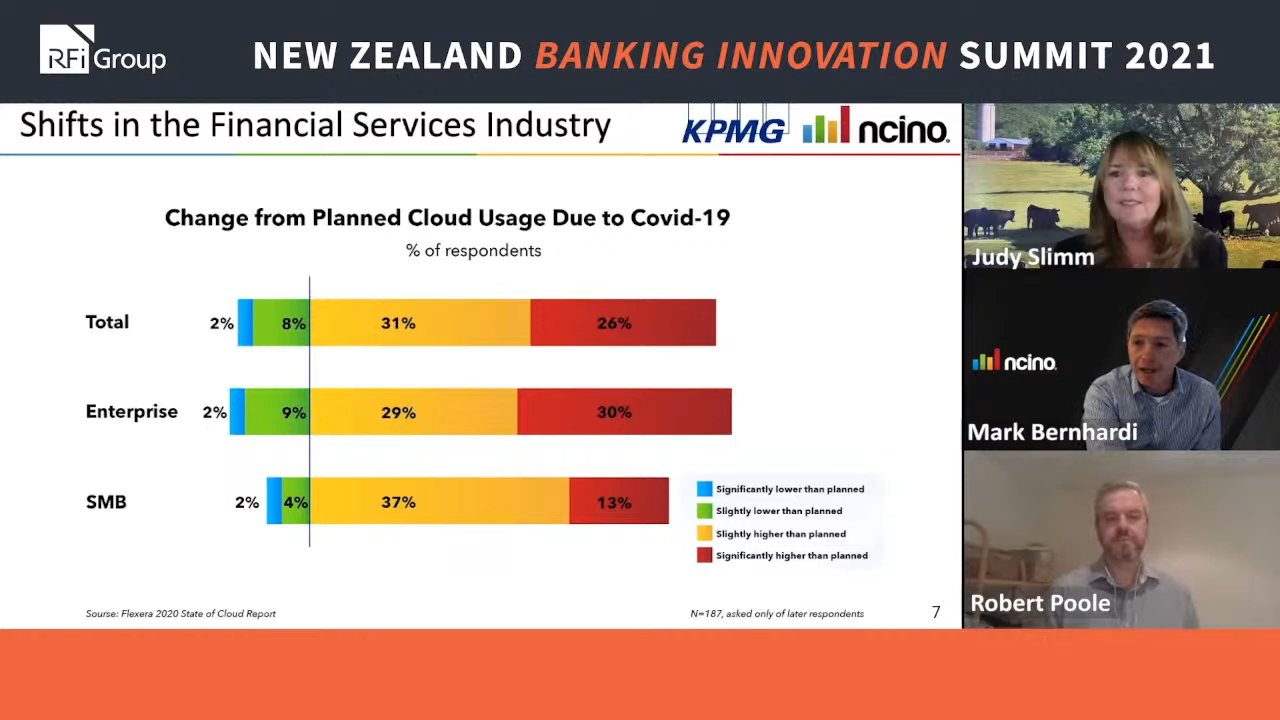 RFi Group
NEW ZEALAND BANKING INNOVATION SUMMIT 2021
Shifts in the Financial Services Industry
KPMG
ncino.
Change from Planned Cloud Usage Due to Covid-19
% of respondents
Total 2% 8% 31% 26%
Enterprise 2% 9% 29% 30%
SMB 2% 4% 37% 13%
Significantly lower than planned
Slightly lower than planned
Slightly higher than planned
Significantly higher than planned
Sourse: Flexera 2020 State of Cloud Report
N=187, asked only of later respondents
7
Judy Slimm
ncino.
Mark Bernhardi
Robert Poole